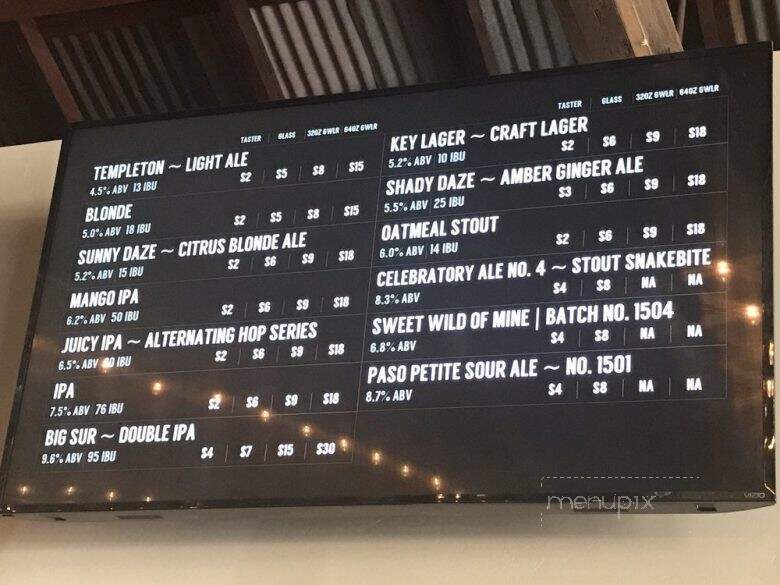 TASTER GLASS 32OZ GWLR 64OZ GWLR
TEMPLETON ~ LIGHT ALE
4.5% ABV 13 IBU $2 $5 $8 $15
BLONDE
5.0% ABV 18 IBU $2 $5 $8 $15
SUNNY DAZE ~ CITRUS BLONDE ALE
5.2% ABV 15 IBU $2 $6 $9 $18
MANGO IPA
6.2% ABV 50 IBU $2 $6 $9 $18
JUICY IPA ~ ALTERNATING HOP SERIES
6.5% ABV IBU $2 $6 $9 $18
IPA
7.5% ABV 76 IBU $2 $6 $9 $18
BIG SUR ~ DOUBLE IPA
9.6% ABV 95 IBU $4 $7 $15 $30
TASTER GLASS 32OZ GWLR 64OZ GWLR
KEY LAGER ~ CRAFT LAGER
5.2% ABV 10 IBU $2 $6 $9 $18
SHADY DAZE ~ AMBER GINGER ALE
5.5% ABV 25 IBU $3 $6 $9 $18
OATMEAL STOUT
6.0% ABV 14 IBU $2 $6 $9 $18
CELEBRATORY ALE NO. 4 ~ STOUT SNAKEBITE
8.3% ABV $4 $8 NA NA
SWEET WILD OF MINE | BATCH NO. 1504
6.8% ABV $4 $8 NA NA
PASO PETITE SOUR ALE ~ NO. 1501
8.7% ABV $4 $8 NA NA
menupix
VIZIO